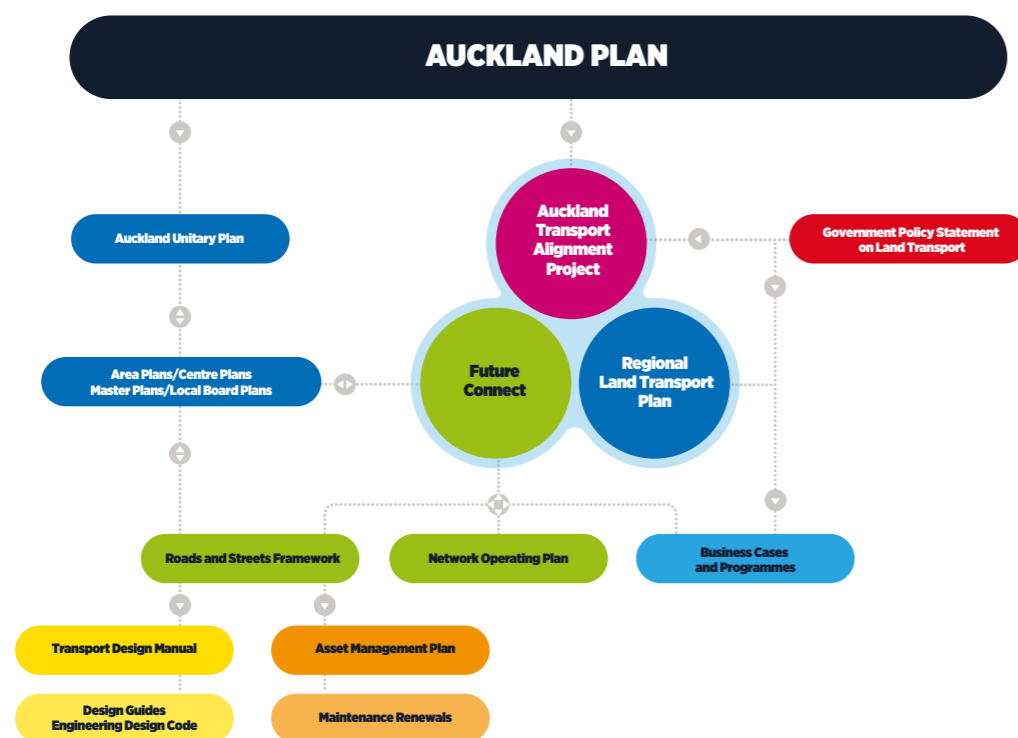 AUCKLAND PLAN
Auckland
Transport
Alignment
Project
Auckland Unitary Plan
Government Policy Statement
on Land Transport
Area Plans/Centre Plans
Master Plans/Local Board Plans
Future
Connect
Regional
Land Transport
Plan
Roads and Streets Framework
Network Operating Plan
Business Cases
and Programmes
Transport Design Manual
Asset Management Plan
Design Guides
Engineering Design Code
Maintenance Renewals